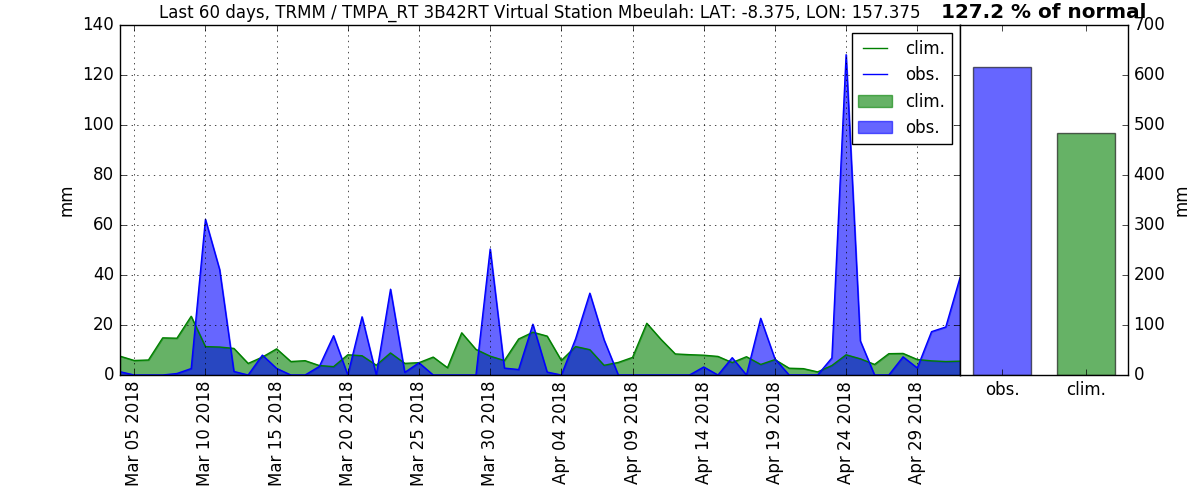 Last 60 days, TRMM / TMPA_RT 3B42RT Virtual Station Mbeulah: LAT: -8.375, LON: 157.375
127.2 % of normal
140
120
100
80
60
40
20
0
mm
clim.
obs.
clim.
obs.
Mar 05 2018
Mar 10 2018
Mar 15 2018
Mar 20 2018
Mar 25 2018
Mar 30 2018
Apr 04 2018
Apr 09 2018
Apr 14 2018
Apr 19 2018
Apr 24 2018
Apr 29 2018
700
600
500
400
300
200
100
0
mm
obs.
clim.